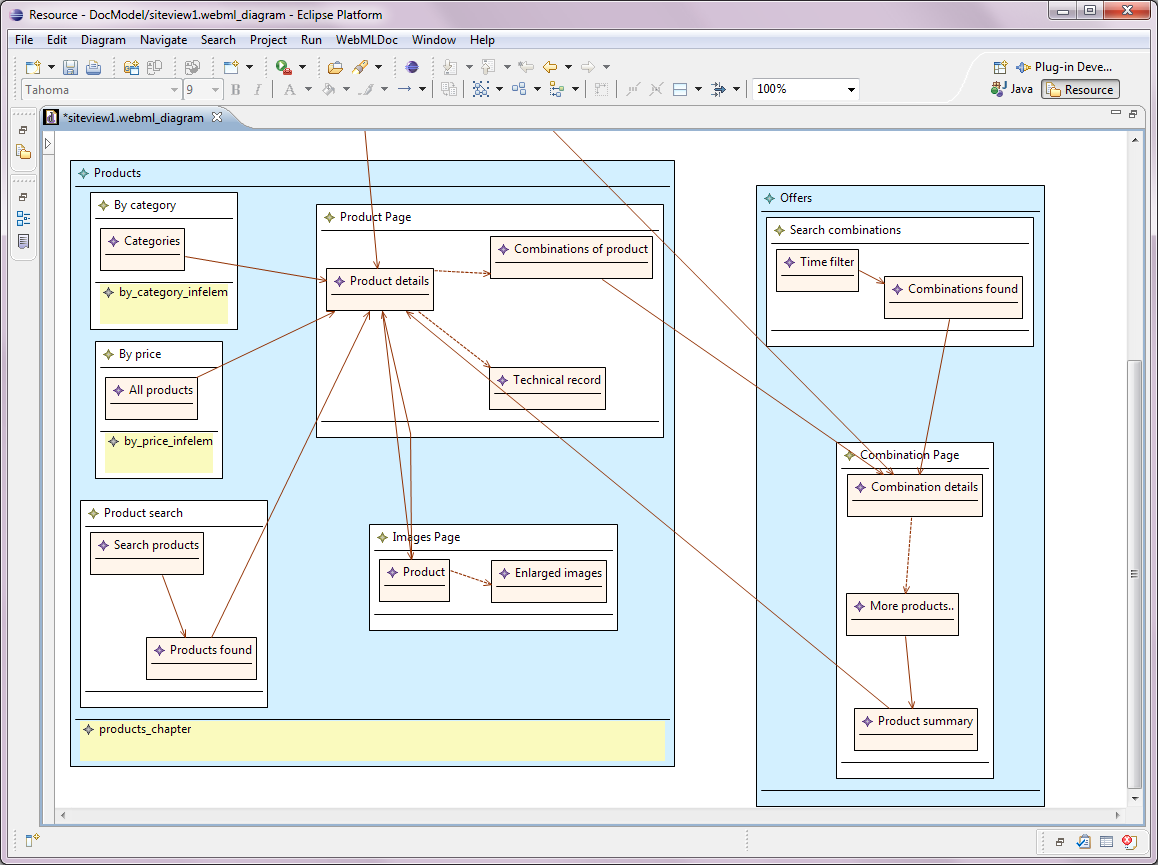 Resource - DocModel/siteview1.webml_diagram - Eclipse Platform
File Edit Diagram Navigate Search Project Run WebMLDoc Window Help
Plug-in Deve...
Tahoma 9 B I A 100% Java Resource
*siteview1.webml_diagram
Products
By category
Categories
by_category_infelem
By price
All products
by_price_infelem
Product search
Search products
Products found
Product Page
Product details
Combinations of product
Technical record
Images Page
Product
Enlarged images
products_chapter
Offers
Search combinations
Time filter
Combinations found
Combination Page
Combination details
More products..
Product summary